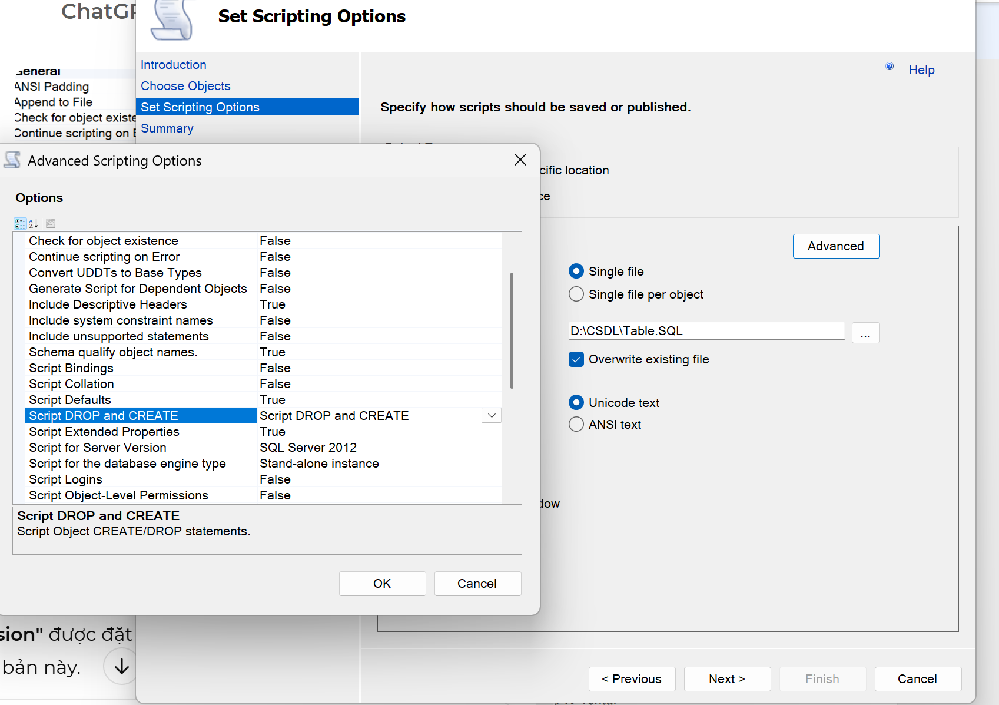 Set Scripting Options
General
ANSI Padding
Append to File
Check for object
Continue scripting on
Introduction
Choose Objects
Set Scripting Options
Summary
Help
Specify how scripts should be saved or published.
location
Advanced
Single file
Single file per object
D:\CSDL\Table.SQL
...
Overwrite existing file
Unicode text
ANSI text
Advanced Scripting Options
Options
Check for object existence False
Continue scripting on Error False
Convert UDDTs to Base Types False
Generate Script for Dependent Objects False
Include Descriptive Headers True
Include system constraint names False
Include unsupported statements False
Schema qualify object names. True
Script Bindings False
Script Collation False
Script Defaults True
Script DROP and CREATE Script DROP and CREATE
Script Extended Properties True
Script for Server Version SQL Server 2012
Script for the database engine type Stand-alone instance
Script Logins False
Script Object-Level Permissions False
Script DROP and CREATE
Script Object CREATE/DROP statements.
OK Cancel
được đặt
bản này.
< Previous Next > Finish Cancel